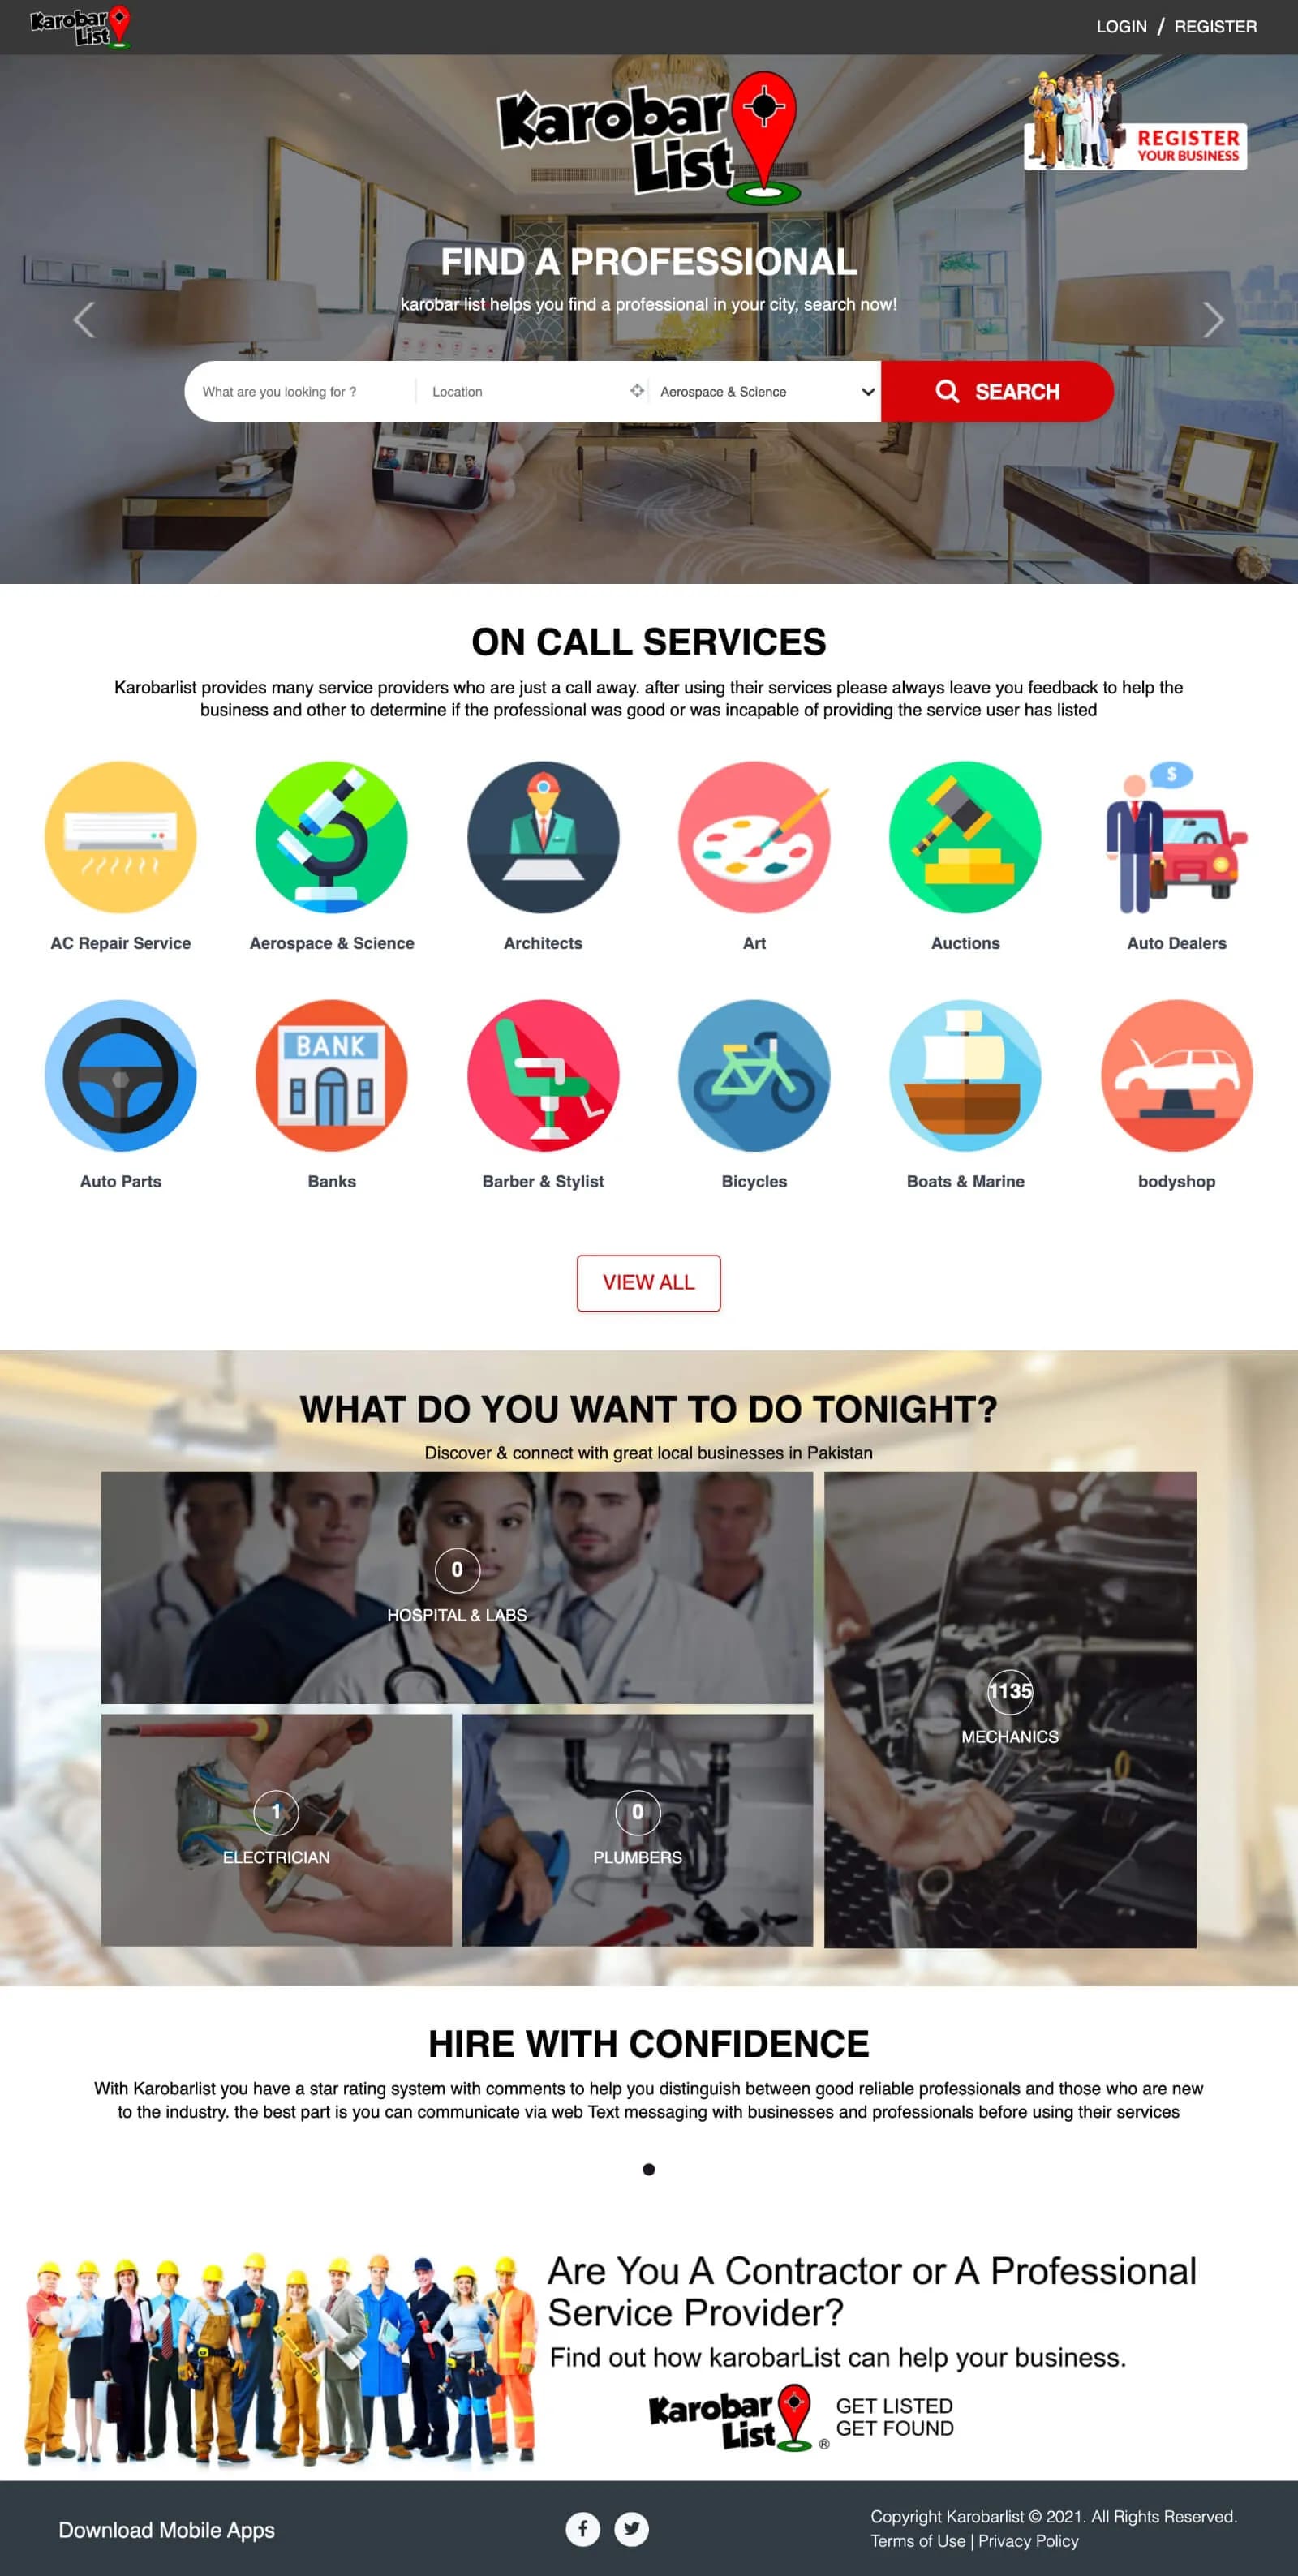 Karobar
List
LOGIN / REGISTER
Karobar
List
REGISTER
YOUR BUSINESS
FIND A PROFESSIONAL
karobar list helps you find a professional in your city, search now!
What are you looking for ?
Location
Aerospace & Science
SEARCH
ON CALL SERVICES
Karobarlist provides many service providers who are just a call away. after using their services please always leave you feedback to help the
business and other to determine if the professional was good or was incapable of providing the service user has listed
$
AC Repair Service
Aerospace & Science
Architects
Art
Auctions
Auto Dealers
BANK
Auto Parts
Banks
Barber & Stylist
Bicycles
Boats & Marine
bodyshop
VIEW ALL
WHAT DO YOU WANT TO DO TONIGHT?
Discover & connect with great local businesses in Pakistan
0
HOSPITAL & LABS
1135
MECHANICS
1
ELECTRICIAN
0
PLUMBERS
HIRE WITH CONFIDENCE
With Karobarlist you have a star rating system with comments to help you distinguish between good reliable professionals and those who are new
to the industry. the best part is you can communicate via web Text messaging with businesses and professionals before using their services
Are You A Contractor or A Professional
Service Provider?
Find out how karobarList can help your business.
Karobar
List ®
GET LISTED
GET FOUND
Download Mobile Apps
Copyright Karobarlist © 2021. All Rights Reserved.
Terms of Use | Privacy Policy